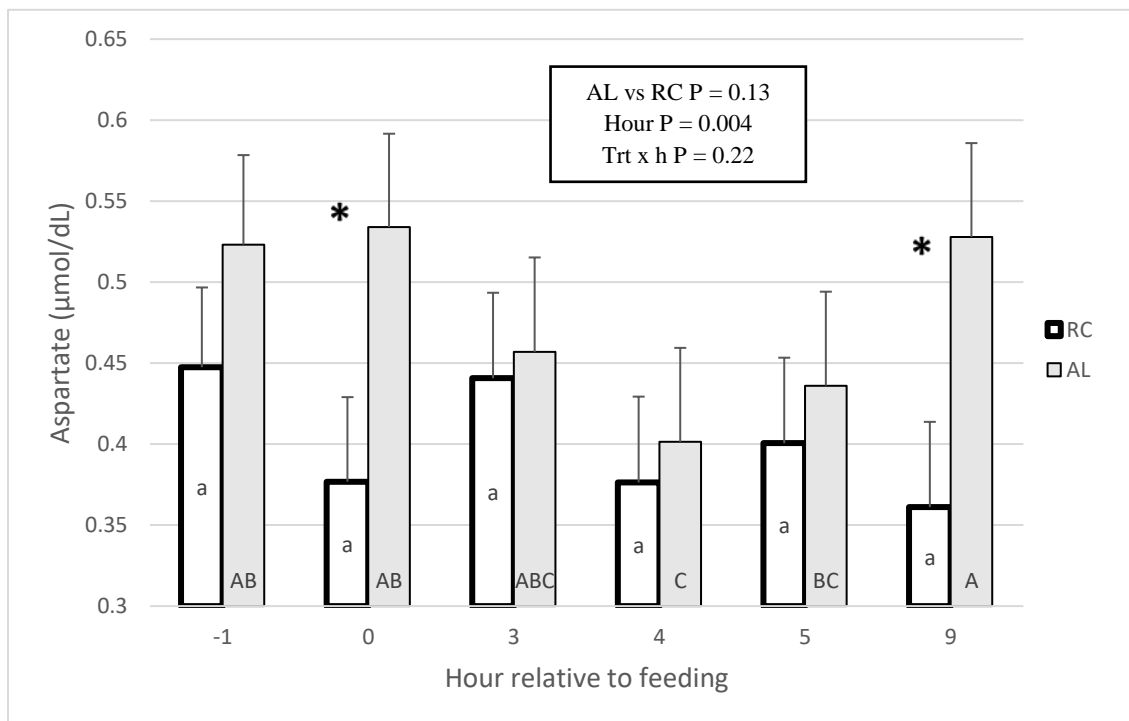 0.65
AL vs RC P = 0.13
Hour P = 0.004
Trt x h P = 0.22
0.6
0.55
*
*
0.5
Aspartate (µmol/dL)
RC
AL
0.45
0.4
a
a
a
a
a
a
0.35
AB
AB
ABC
C
BC
A
0.3
-1
0
3
4
5
9
Hour relative to feeding